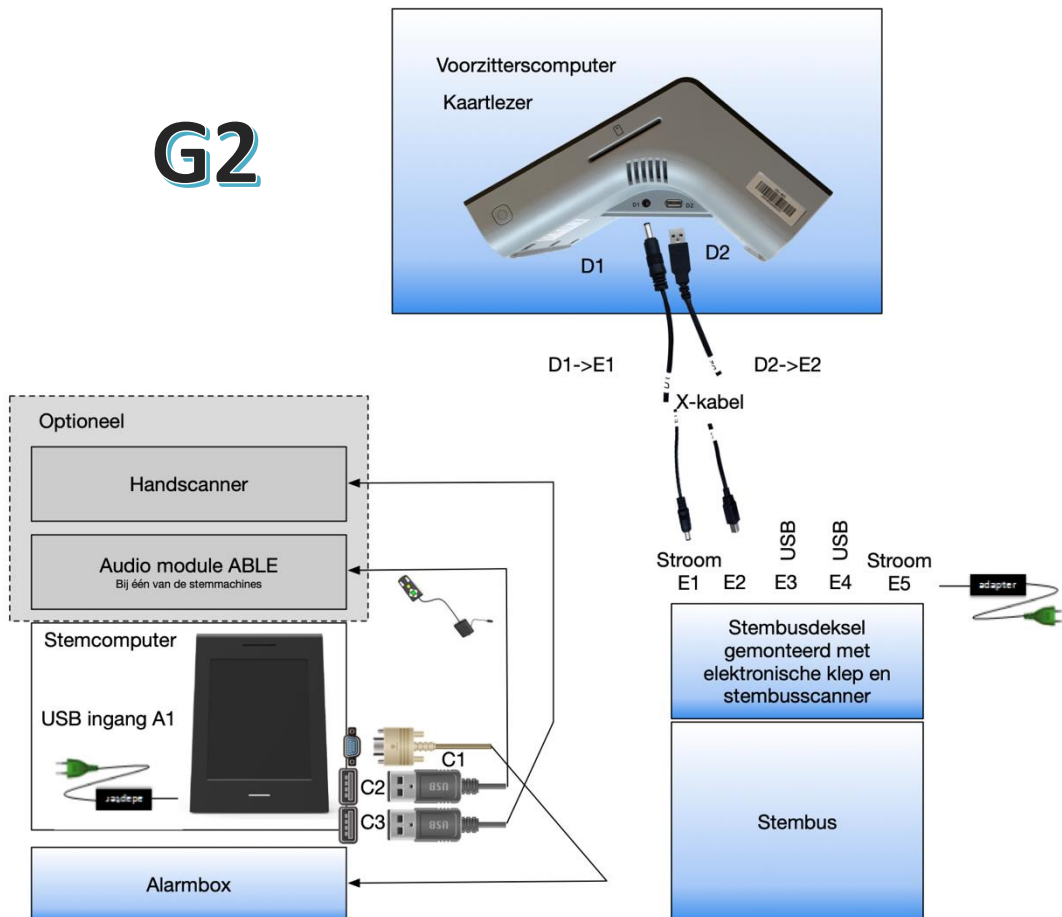 G2
Voorzitterscomputer
Kaartlezer
D1
D2
D1
D2
D1->E1
D2->E2
X-kabel
Optioneel
Handscanner
Audio module ABLE
Bij één van de stemmachines
Stemcomputer
USB ingang A1
adapter
C1
C2
USB
C3
USB
Alarmbox
Stroom
USB
USB
Stroom
E1
E2
E3
E4
E5
adapter
Stembusdeksel
gemonteerd met
elektronische klep en
stembusscanner
Stembus